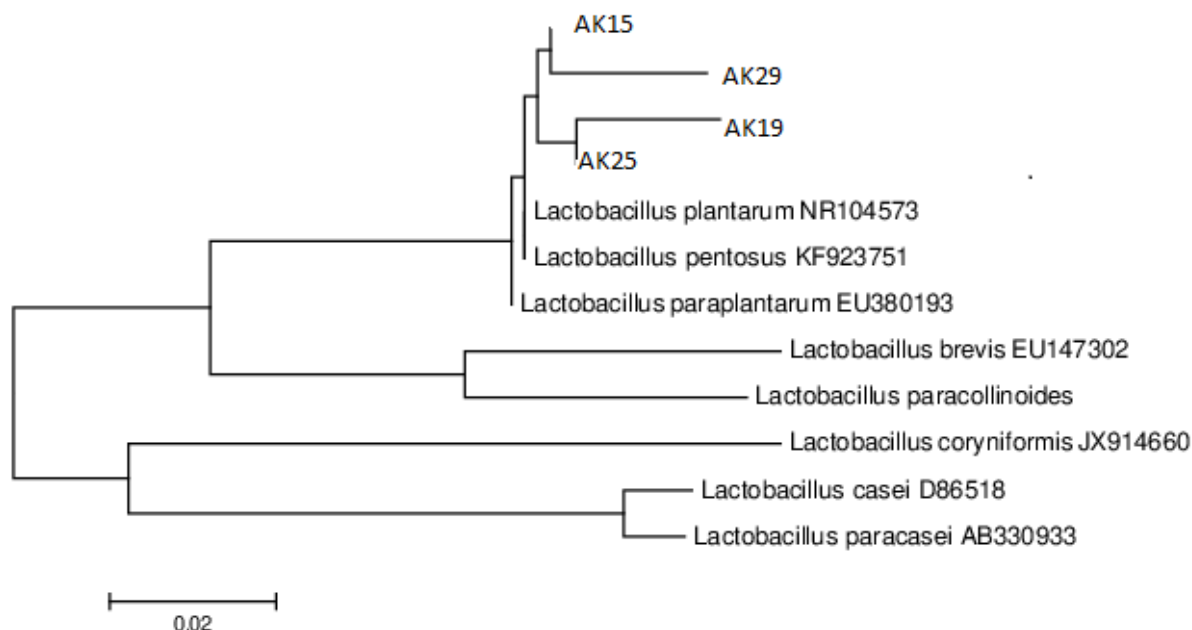 AK15
AK29
AK19
AK25
Lactobacillus plantarum NR104573
Lactobacillus pentosus KF923751
Lactobacillus paraplantarum EU380193
Lactobacillus brevis EU147302
Lactobacillus paracollinoides
Lactobacillus coryniformis JX914660
Lactobacillus casei D86518
Lactobacillus paracasei AB330933
0.02